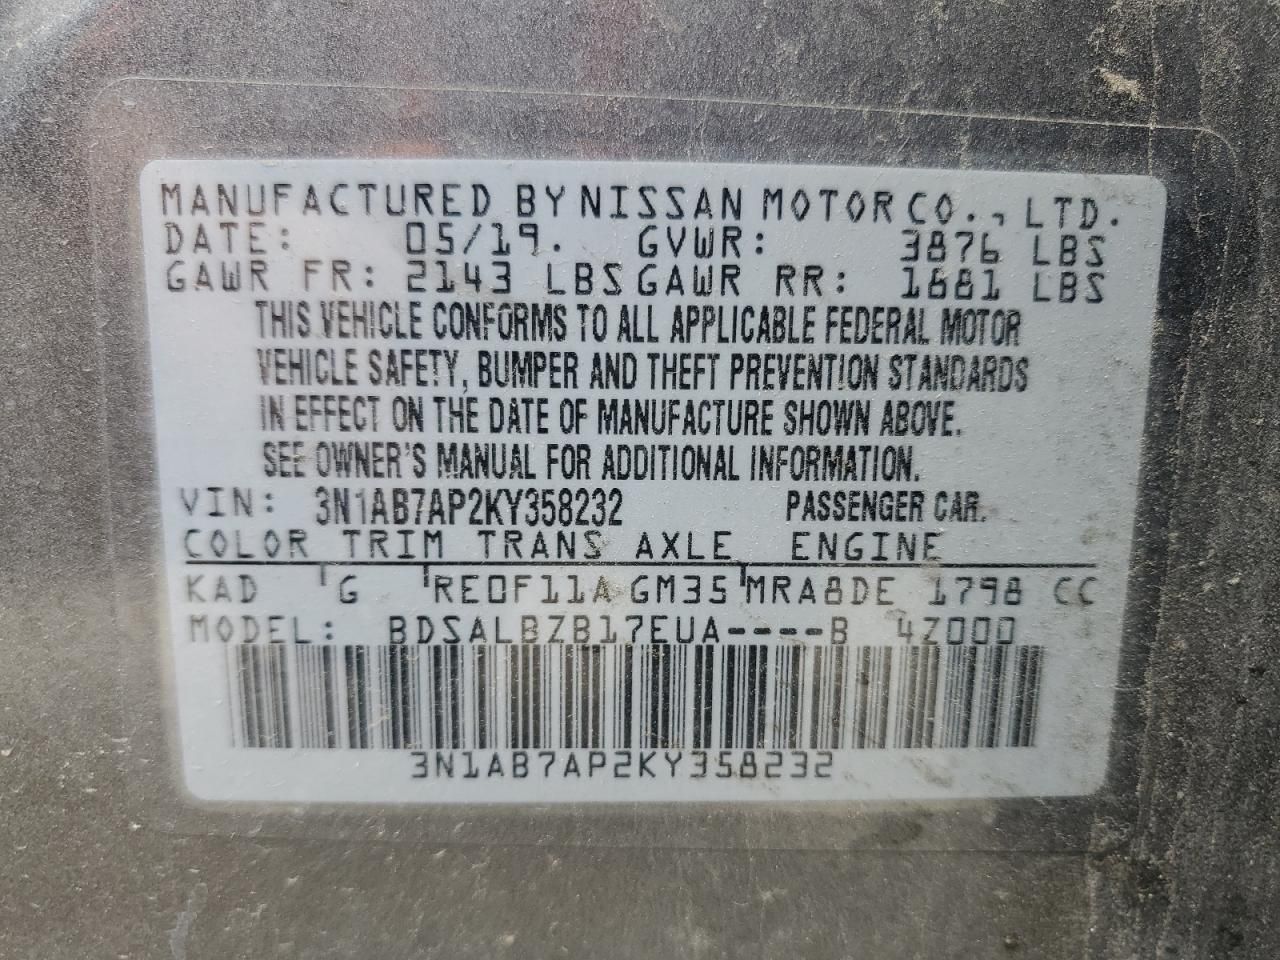 MANUFACTURED BY NISSAN MOTOR CO., LTD.
DATE: 05/19. GVWR: 3876 LBS
GAWR FR: 2143 LBS GAWR RR: 1681 LBS
THIS VEHICLE CONFORMS TO ALL APPLICABLE FEDERAL MOTOR
VEHICLE SAFETY, BUMPER AND THEFT PREVENTION STANDARDS
IN EFFECT ON THE DATE OF MANUFACTURE SHOWN ABOVE.
SEE OWNER'S MANUAL FOR ADDITIONAL INFORMATION.
VIN: 3N1AB7AP2KY358232 PASSENGER CAR.
COLOR TRIM TRANS AXLE ENGINE
KAD G RE0F11A GM35 MRA8DE 1798 CC
MODEL: BDSALBZB17EUA----B 4Z000
3N1AB7AP2KY358232